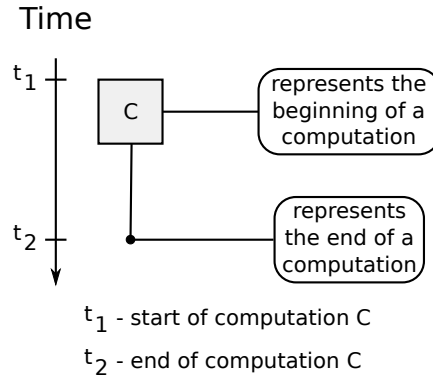 Time
t1
C
represents the
beginning of a
computation
t2
represents
the end of a
computation
t1 - start of computation C
t2 - end of computation C